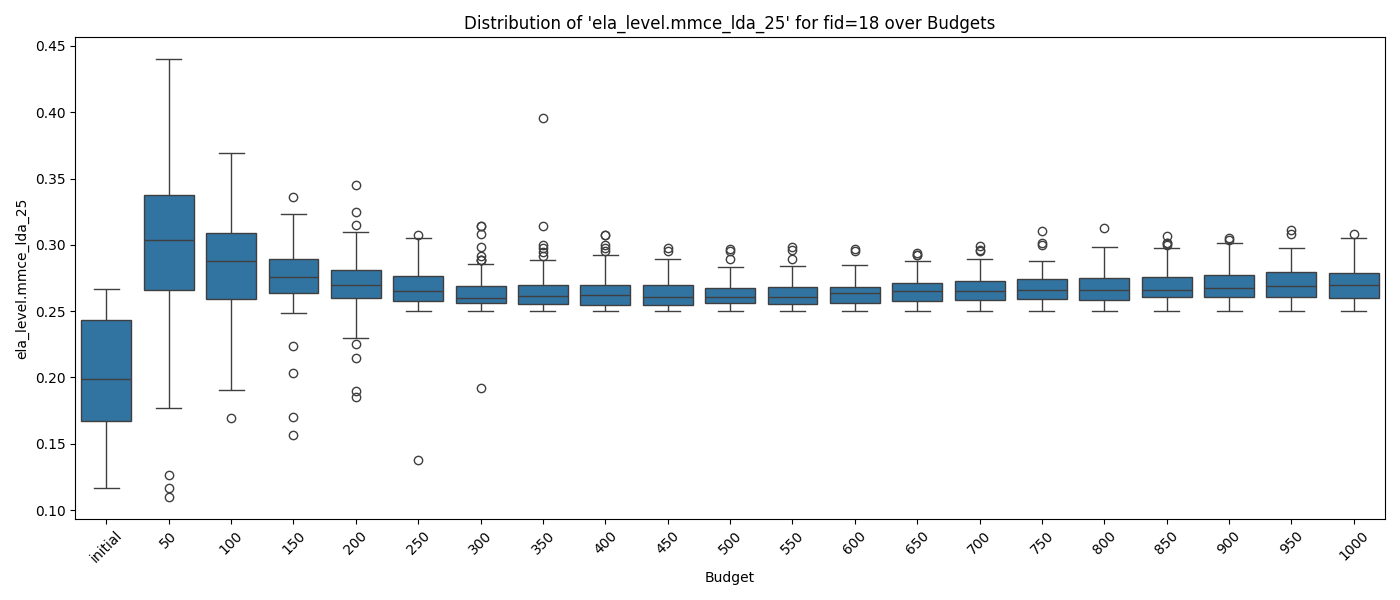 Distribution of 'ela_level.mmce_lda_25' for fid=18 over Budgets
ela_level.mmce_lda_25
0.45
0.40
0.35
0.30
0.25
0.20
0.15
0.10
initial 50 100 150 200 250 300 350 400 450 500 550 600 650 700 750 800 850 900 950 1000
Budget